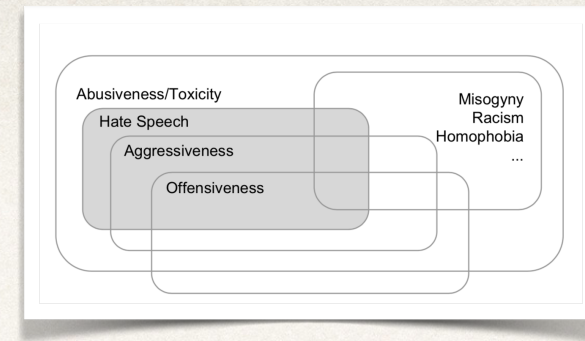 Abusiveness/Toxicity
Hate Speech
Aggressiveness
Offensiveness
Misogyny
Racism
Homophobia
...